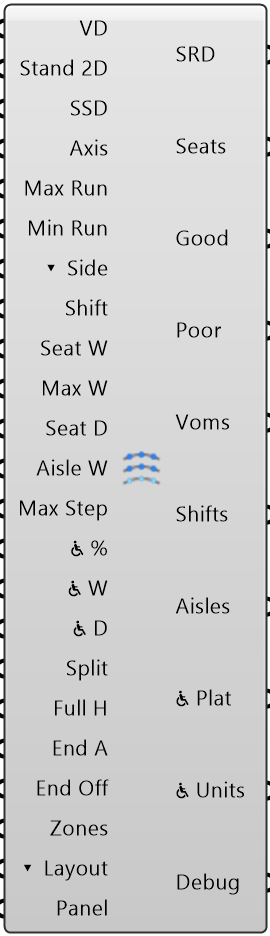 VD
Stand 2D
SSD
Axis
Max Run
Min Run
▼ Side
Shift
Seat W
Max W
Seat D
Aisle W
Max Step
♿ %
♿ W
♿ D
Split
Full H
End A
End Off
Zones
▼ Layout
Panel
SRD
Seats
Good
Poor
Voms
Shifts
Aisles
♿ Plat
♿ Units
Debug